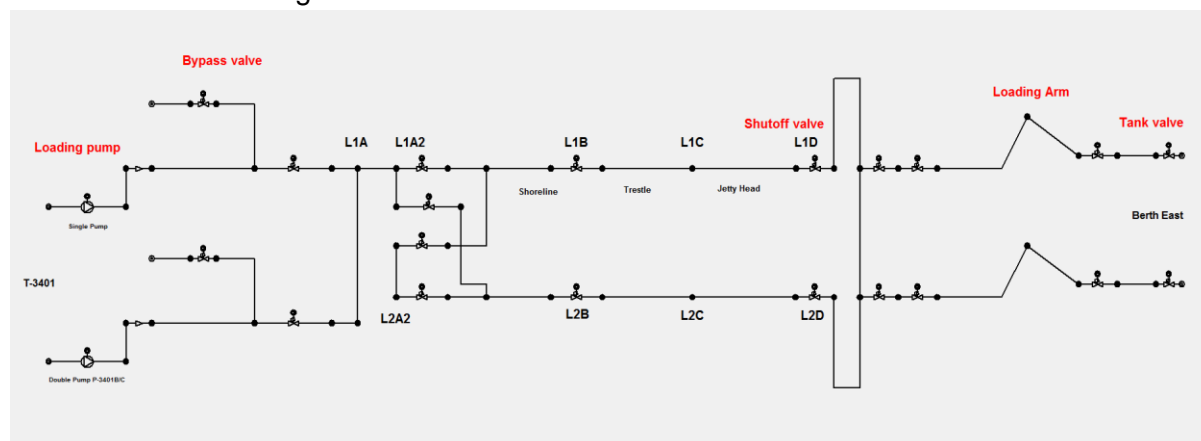 Bypass valve
Loading Arm
Shutoff valve
Tank valve
Loading pump
L1A
L1A2
L1B
L1C
L1D
Shoreline
Trestle
Jetty Head
Single Pump
Berth East
T-3401
L2A2
L2B
L2C
L2D
Double Pump P-3401B/C